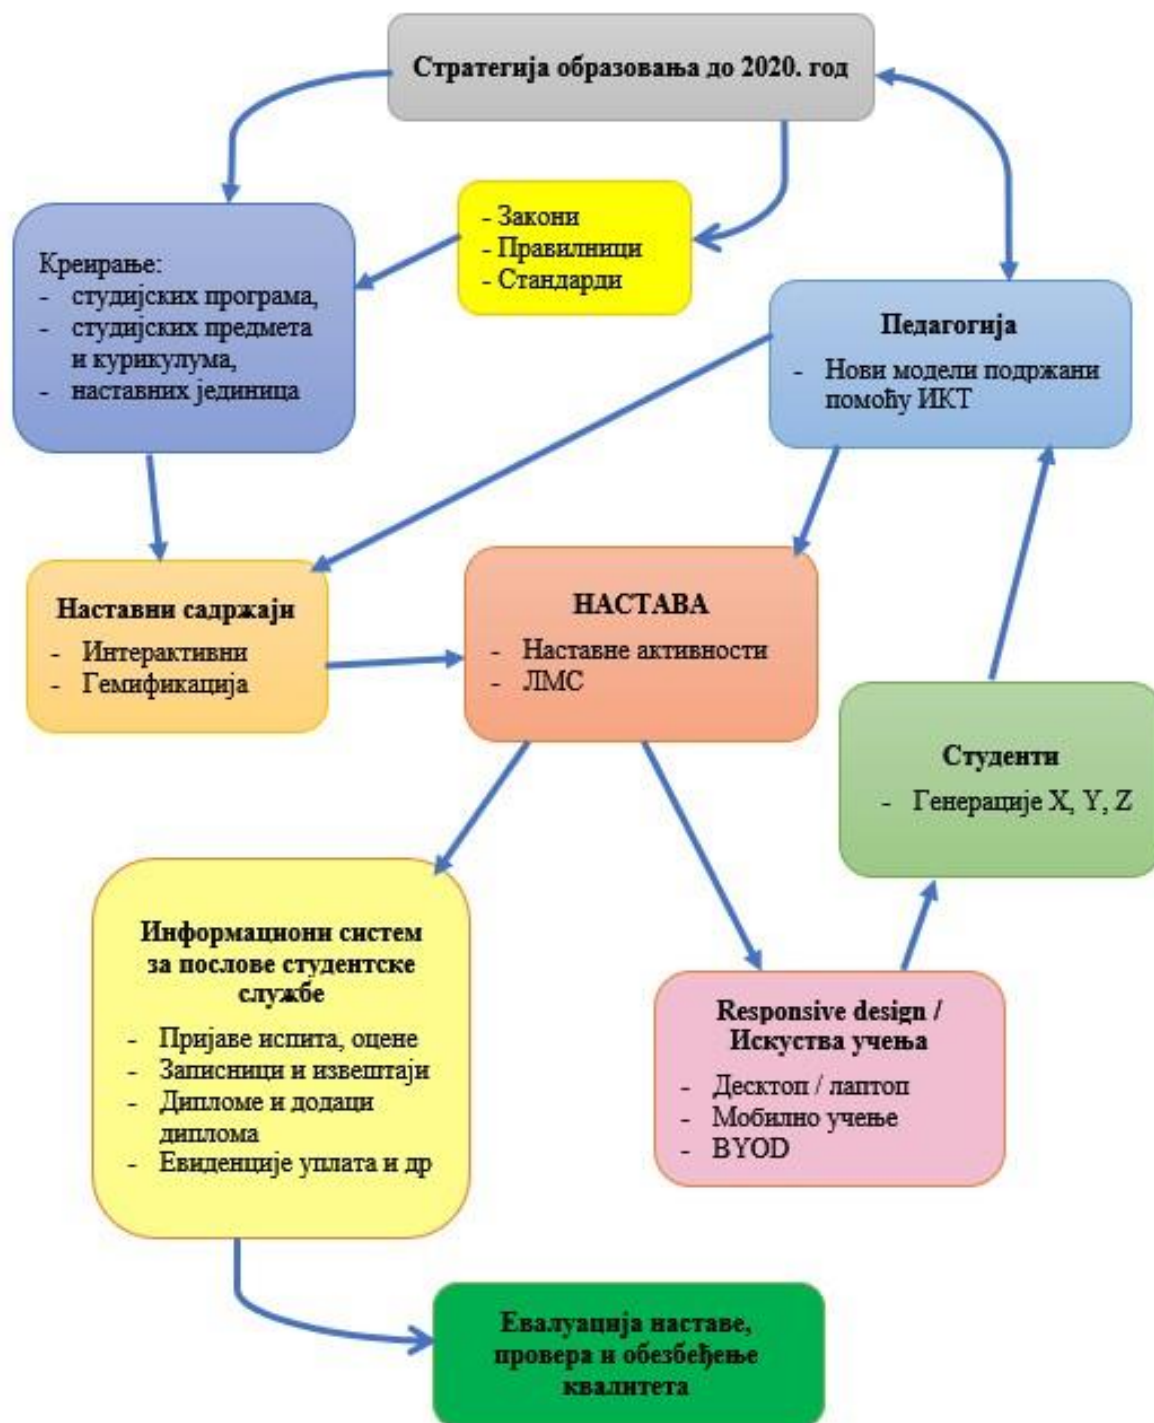 Стратегија образовања до 2020. год
- Закони
- Правилници
- Стандарди
Креирање:
- студијских програма,
- студијских предмета
и курикулума,
- наставних јединица
Педагогија
- Нови модели подржани
помоћу ИКТ
Наставни садржаји
- Интерактивни
- Гемификација
НАСТАВА
- Наставне активности
- ЛМС
Студенти
- Генерације X, Y, Z
Информациони систем
за послове студентске
службе
- Пријаве испита, оцене
- Записници и извештаји
- Дипломе и додаци
диплома
- Евиденције уплата и др
Responsive design /
Искуства учења
- Десктоп / лаптоп
- Мобилно учење
- BYOD
Евалуација наставе,
провера и обезбеђење
квалитета